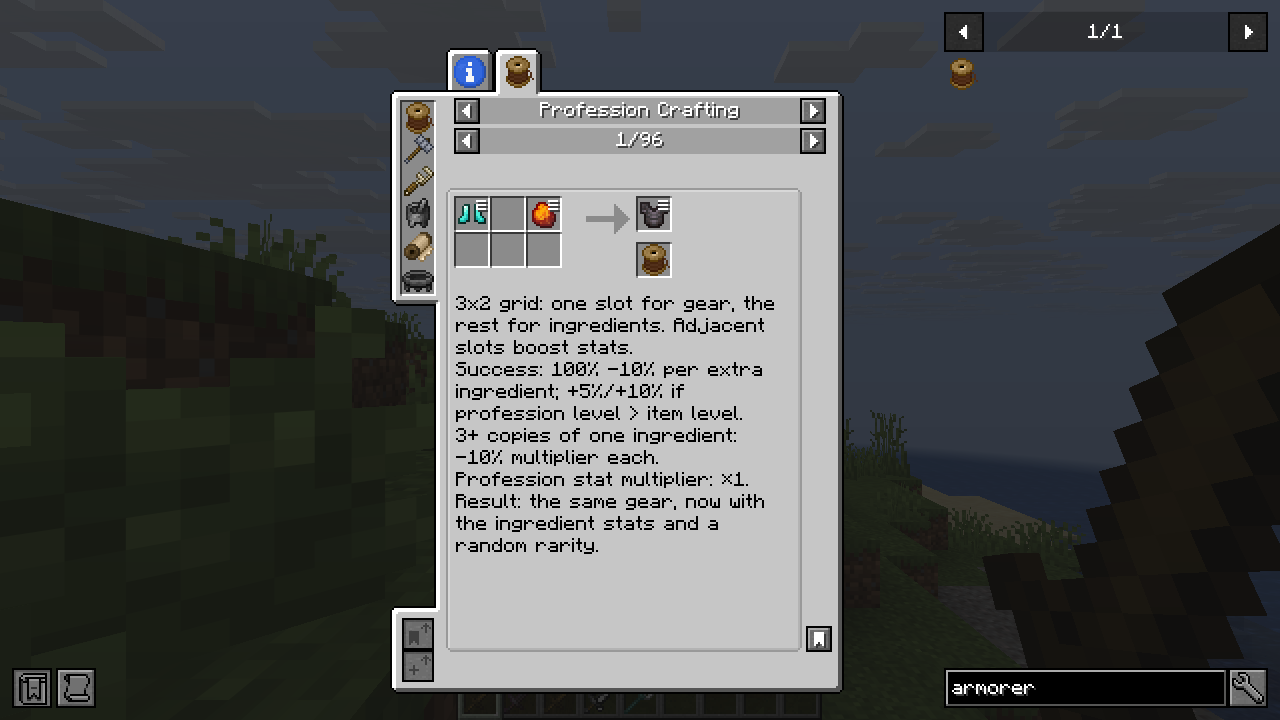 1/1
Profession Crafting
1/96
3x2 grid: one slot for gear, the
rest for ingredients. Adjacent
slots boost stats.
Success: 100% -10% per extra
ingredient; +5%/+10% if
profession level > item level.
3+ copies of one ingredient:
-10% multiplier each.
Profession stat multiplier: ×1.
Result: the same gear, now with
the ingredient stats and a
random rarity.
armorer